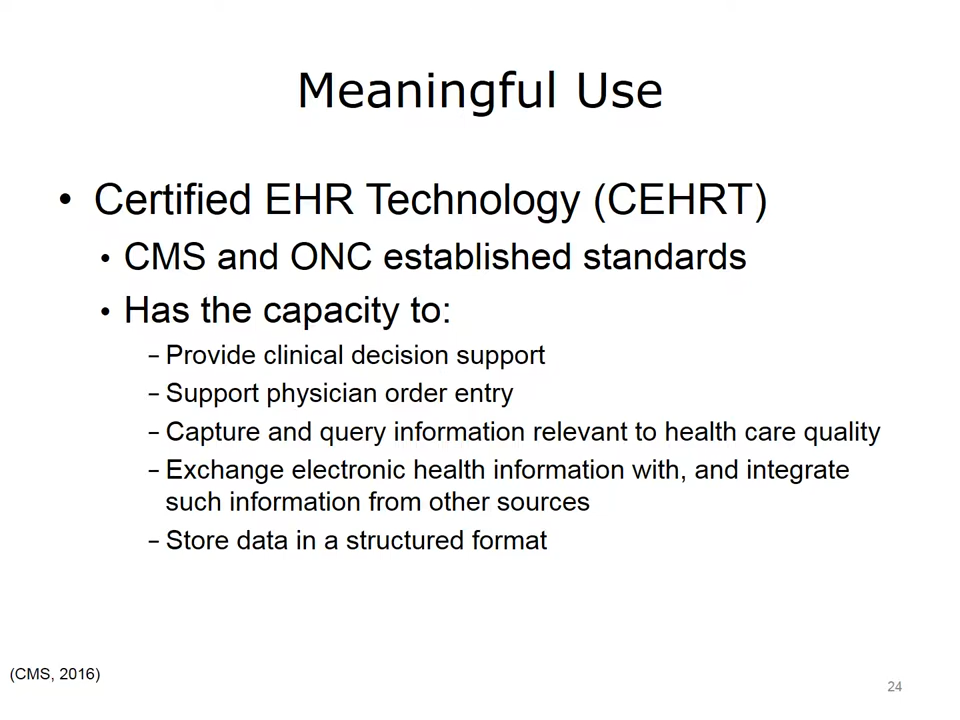 Meaningful Use
• Certified EHR Technology (CEHRT)
• CMS and ONC established standards
• Has the capacity to:
– Provide clinical decision support
– Support physician order entry
– Capture and query information relevant to health care quality
– Exchange electronic health information with, and integrate
such information from other sources
– Store data in a structured format
(CMS, 2016)
24